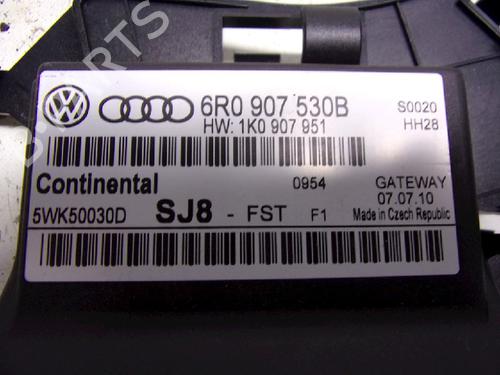 6R0 907 530B
S0020
HW: 1K0 907 951
HH28
Continental
0954
GATEWAY
07.07.10
5WK50030D SJ8 - FST F1
Made in Czech Republic